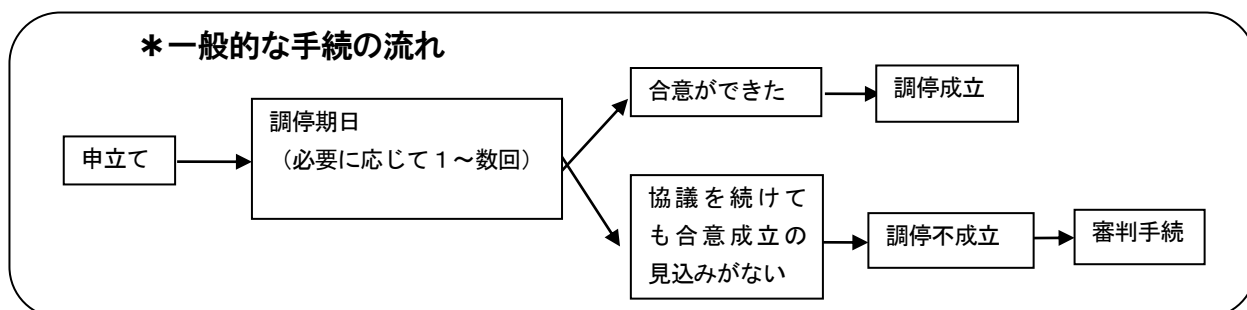 ＊一般的な手続の流れ
申立て
調停期日
（必要に応じて１～数回）
合意ができた
調停成立
協議を続けて
も合意成立の
見込みがない
調停不成立
審判手続